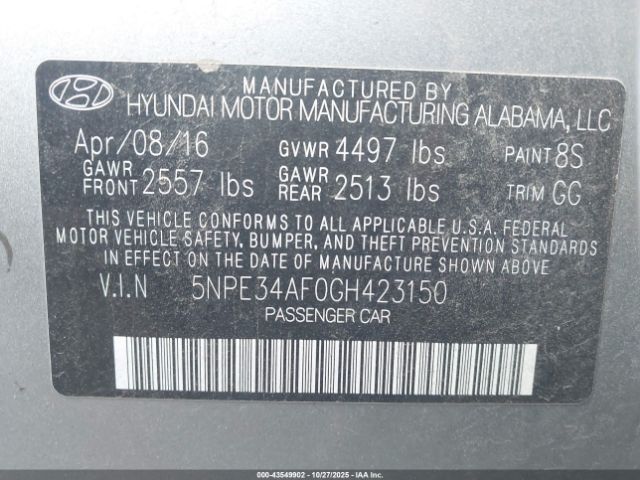 MANUFACTURED BY
HYUNDAI MOTOR MANUFACTURING ALABAMA, LLC
Apr/08/16 GVWR 4497 lbs PAINT 8S
GAWR FRONT 2557 lbs GAWR REAR 2513 lbs TRIM GG
THIS VEHICLE CONFORMS TO ALL APPLICABLE U.S.A. FEDERAL
MOTOR VEHICLE SAFETY, BUMPER, AND THEFT PREVENTION STANDARDS
IN EFFECT ON THE DATE OF MANUFACTURE SHOWN ABOVE
V.I.N 5NPE34AF0GH423150
PASSENGER CAR
000-43549902 | 10/27/2025 | IAAI.com